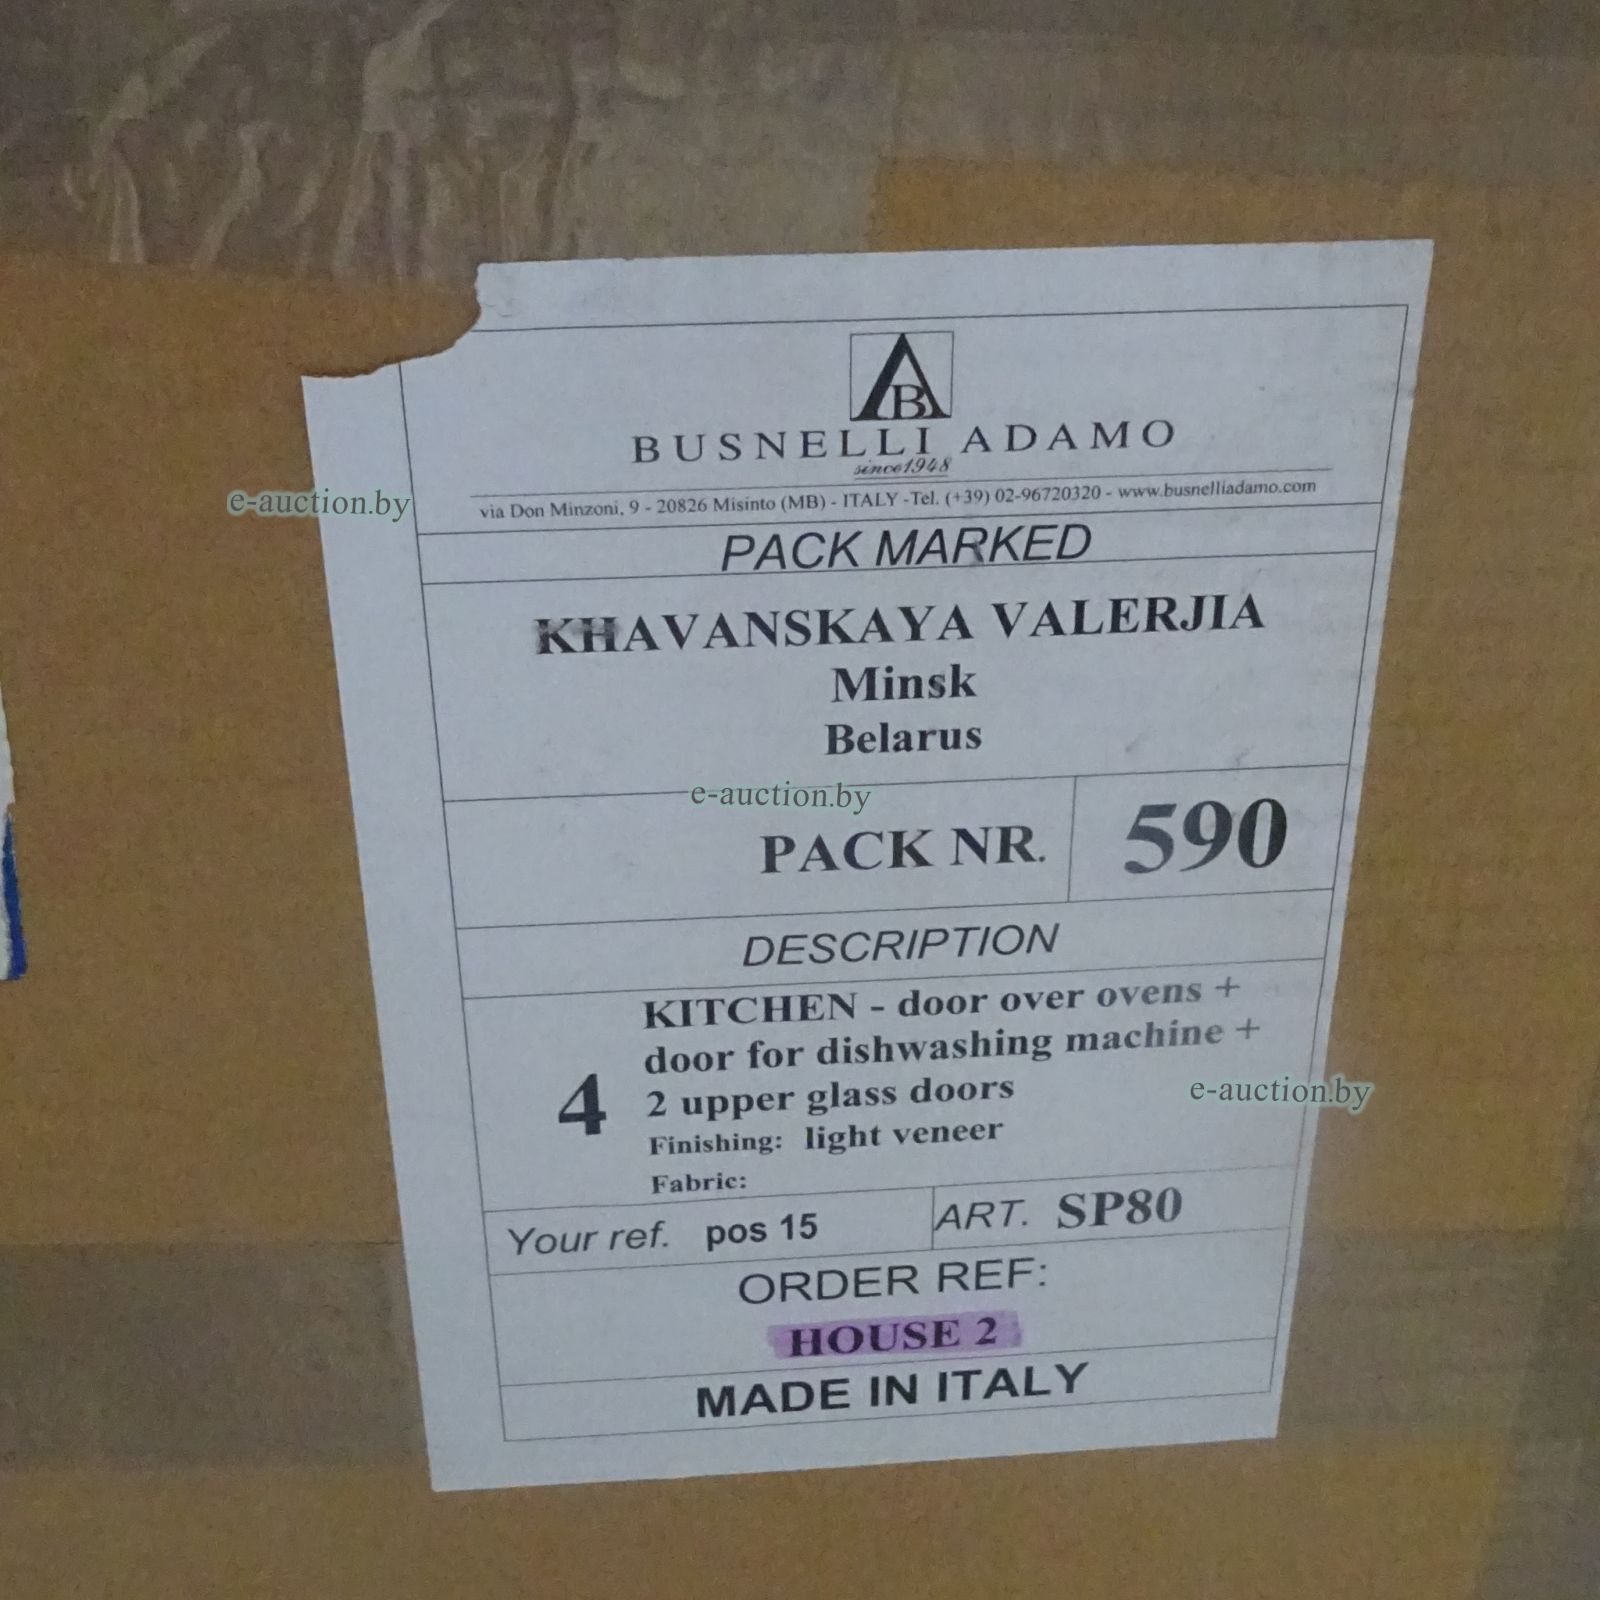 AB
BUSNELLI ADAMO
since1948
via Don Minzoni, 9 - 20826 Misinto (MB) - ITALY -Tel. (+39) 02-96720320 - www.busnelliadamo.com
e-auction.by
PACK MARKED
KHAVANSKAYA VALERJIA
Minsk
Belarus
e-auction.by
PACK NR. 590
DESCRIPTION
KITCHEN - door over ovens +
door for dishwashing machine +
4 2 upper glass doors
e-auction.by
Finishing: light veneer
Fabric:
Your ref. pos 15 ART. SP80
ORDER REF:
HOUSE 2
MADE IN ITALY